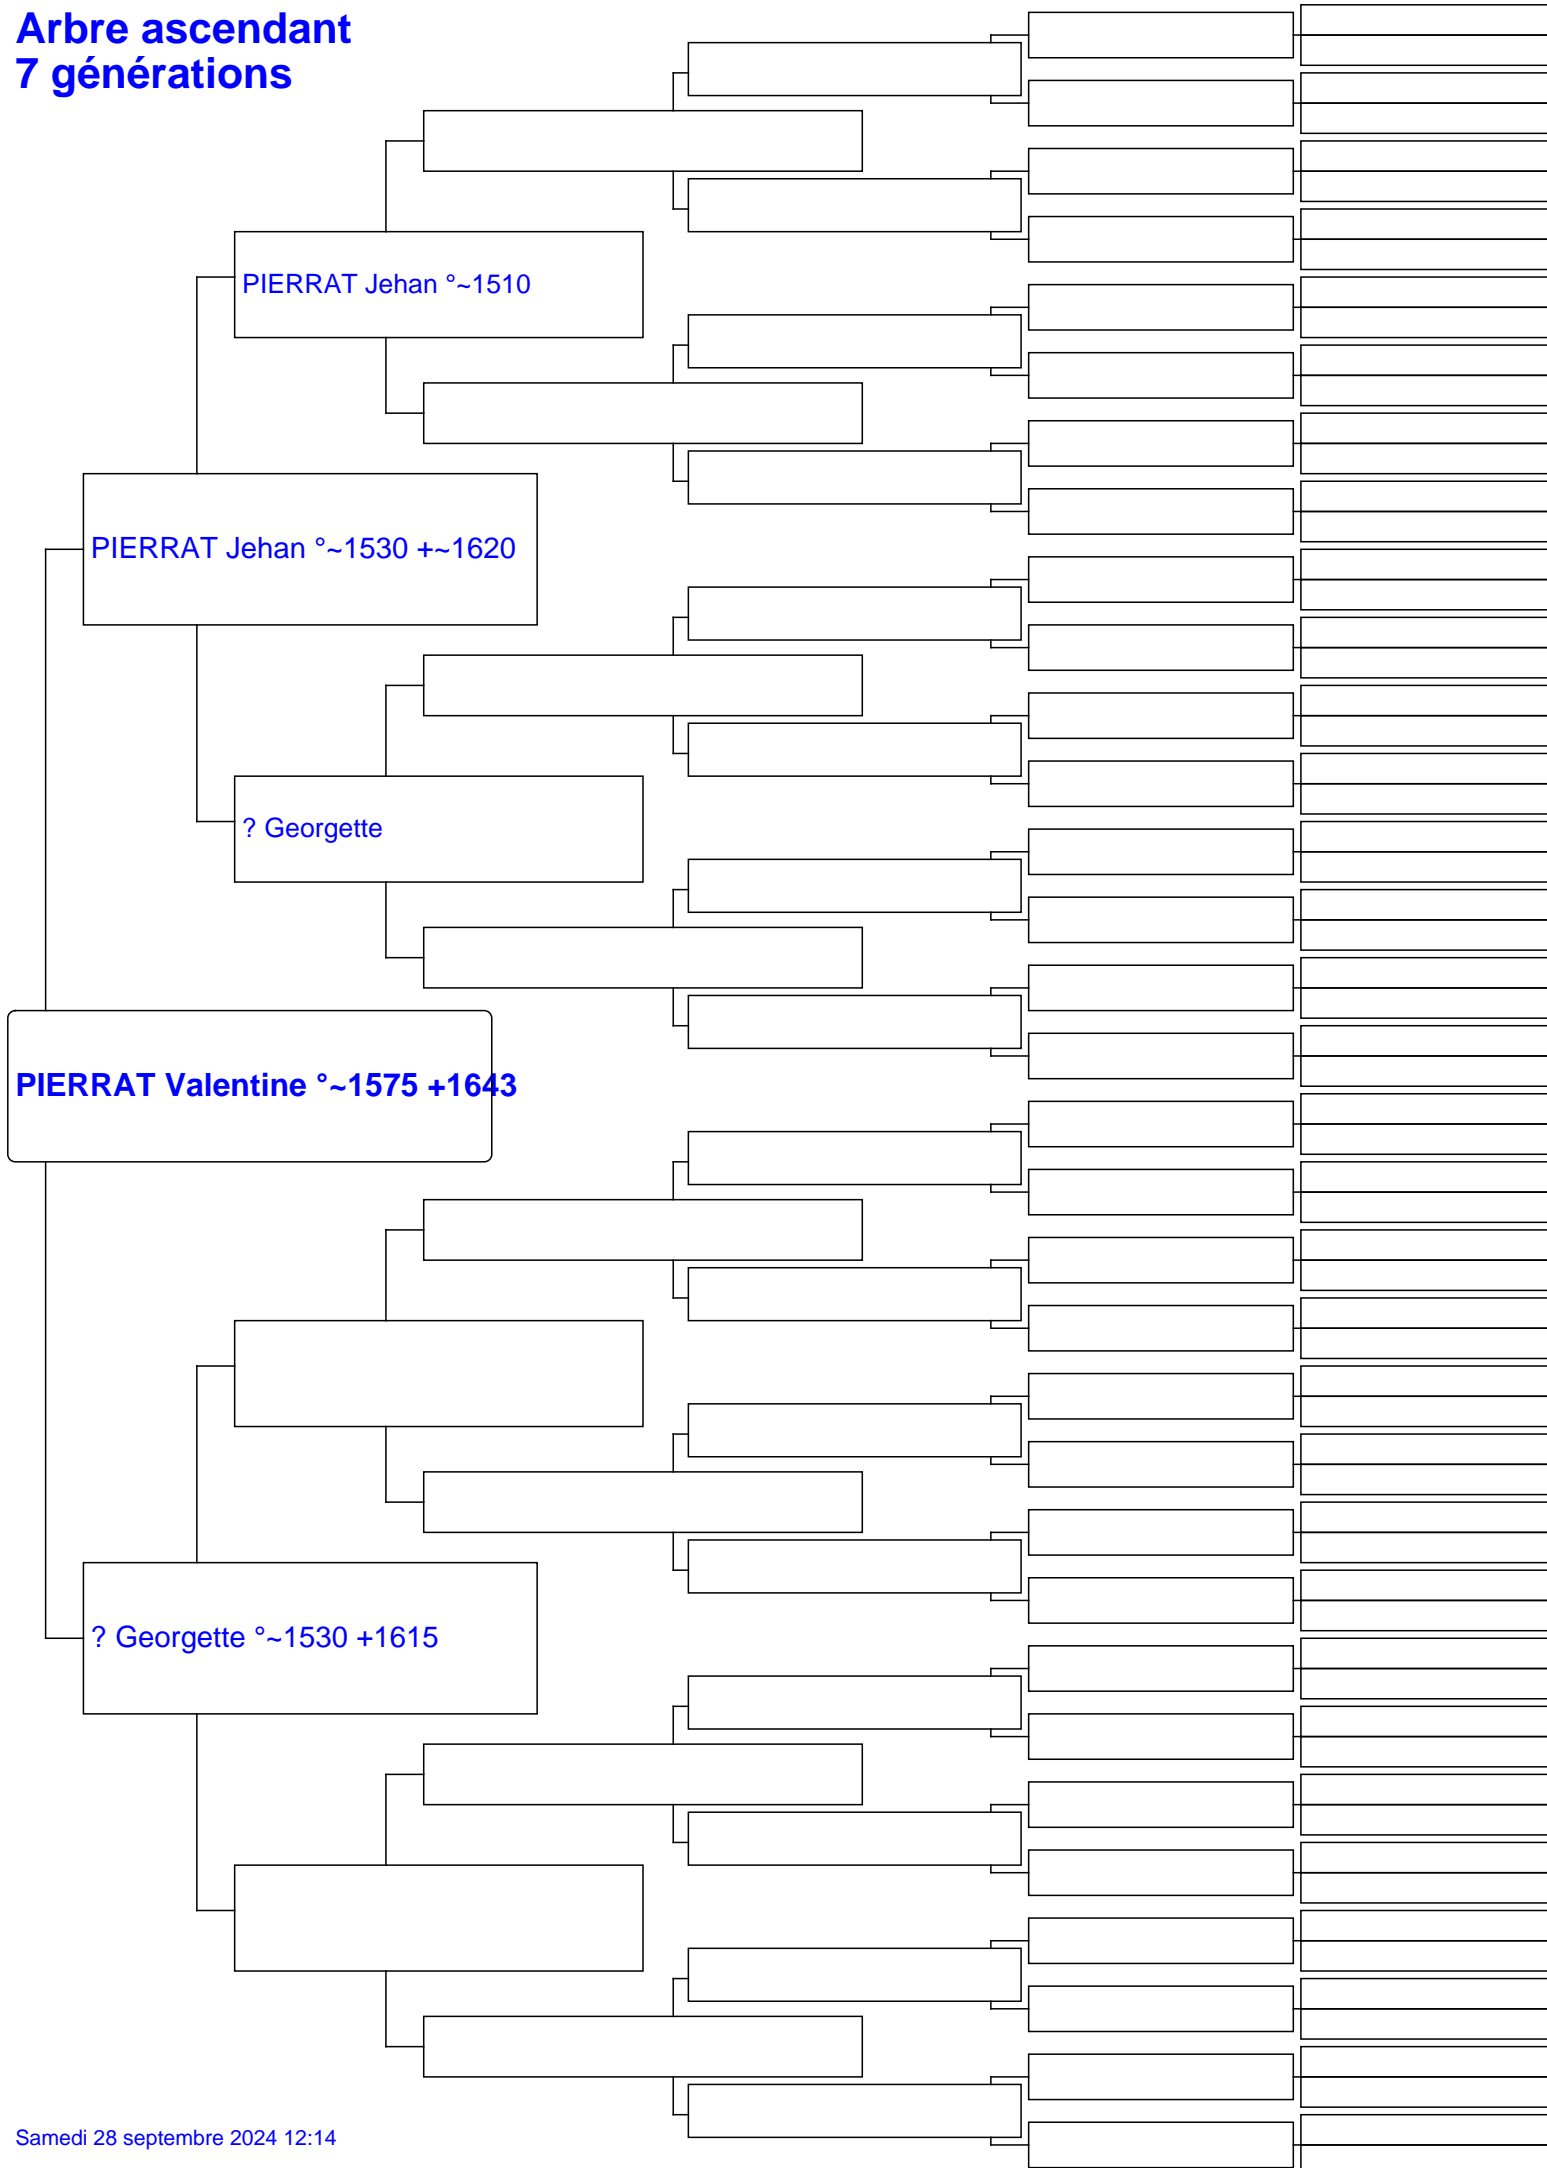 Arbre ascendant
7 générations
PIERRAT Jehan °~1510
PIERRAT Jehan °~1530 +~1620
? Georgette
PIERRAT Valentine °~1575 +1643
? Georgette °~1530 +1615
Samedi 28 septembre 2024 12:14